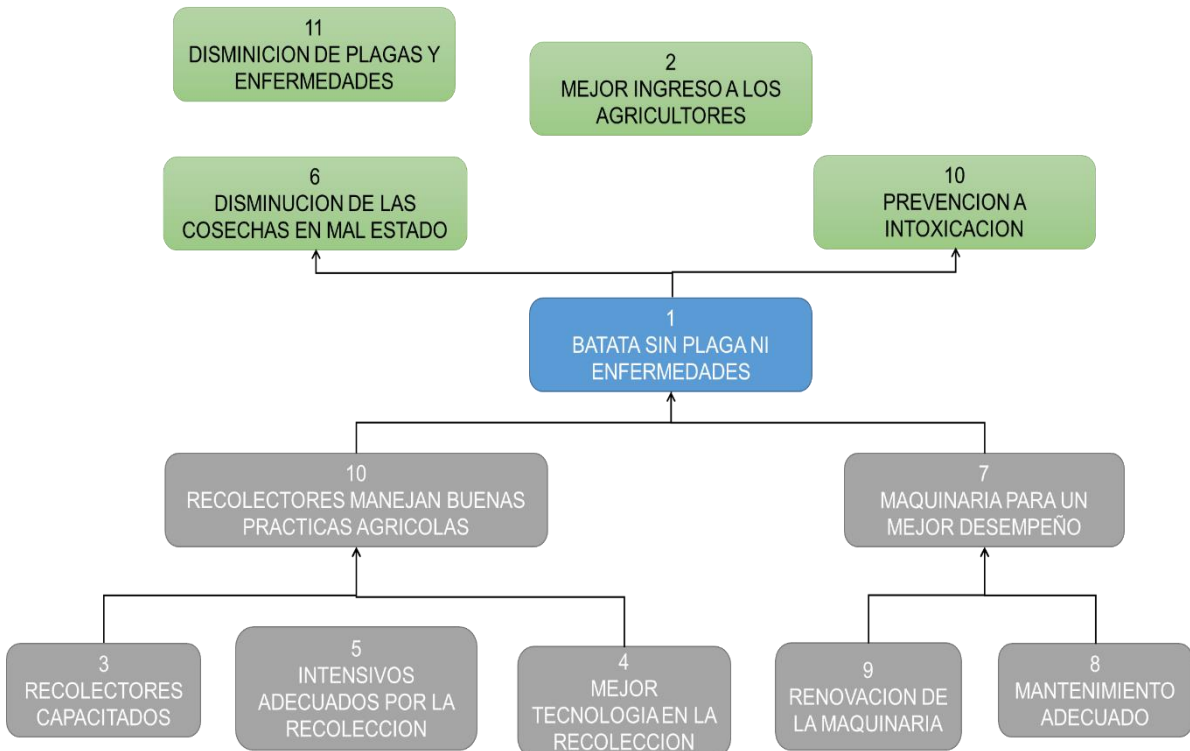 11
DISMINICION DE PLAGAS Y
ENFERMEDADES
2
MEJOR INGRESO A LOS
AGRICULTORES
6
DISMINUCION DE LAS
COSECHAS EN MAL ESTADO
10
PREVENCION A
INTOXICACION
1
BATATA SIN PLAGA NI
ENFERMEDADES
10
RECOLECTORES MANEJAN BUENAS
PRACTICAS AGRICOLAS
7
MAQUINARIA PARA UN
MEJOR DESEMPEÑO
3
RECOLECTORES
CAPACITADOS
5
INTENSIVOS
ADECUADOS POR LA
RECOLECCION
4
MEJOR
TECNOLOGIA EN LA
RECOLECCION
9
RENOVACION DE
LA MAQUINARIA
8
MANTENIMIENTO
ADECUADO